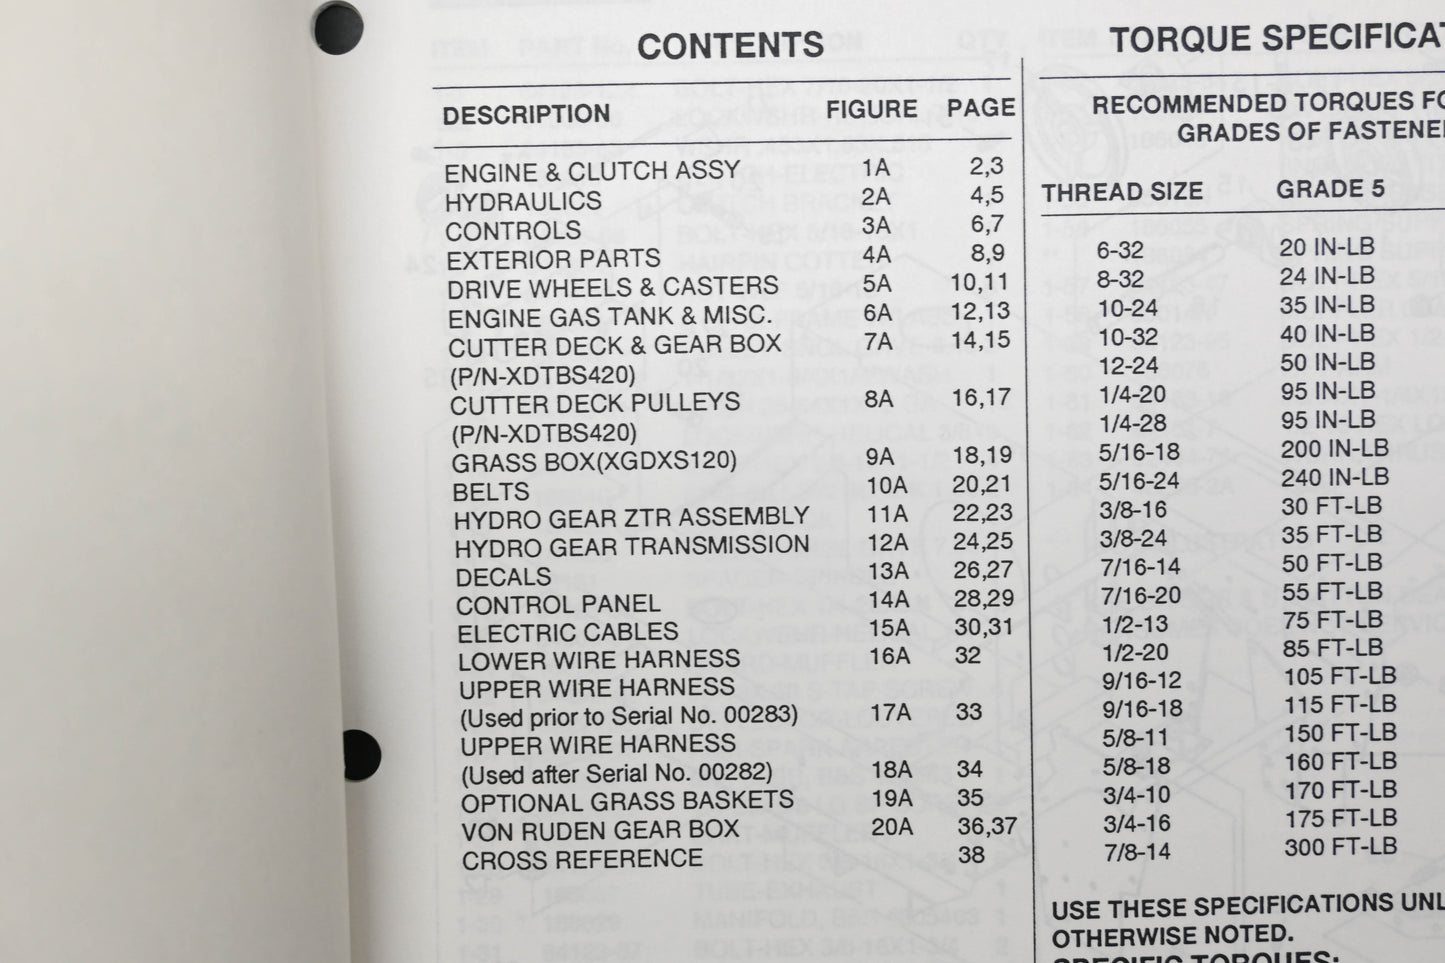 CONTENTS
DESCRIPTION FIGURE PAGE
ENGINE & CLUTCH ASSY 1A 2,3
HYDRAULICS 2A 4,5
CONTROLS 3A 6,7
EXTERIOR PARTS 4A 8,9
DRIVE WHEELS & CASTERS 5A 10,11
ENGINE GAS TANK & MISC. 6A 12,13
CUTTER DECK & GEAR BOX 7A 14,15
(P/N-XDTBS420)
CUTTER DECK PULLEYS 8A 16,17
(P/N-XDTBS420)
GRASS BOX(XGDXS120) 9A 18,19
BELTS 10A 20,21
HYDRO GEAR ZTR ASSEMBLY 11A 22,23
HYDRO GEAR TRANSMISSION 12A 24,25
DECALS 13A 26,27
CONTROL PANEL 14A 28,29
ELECTRIC CABLES 15A 30,31
LOWER WIRE HARNESS 16A 32
UPPER WIRE HARNESS
(Used prior to Serial No. 00283) 17A 33
UPPER WIRE HARNESS
(Used after Serial No. 00282) 18A 34
OPTIONAL GRASS BASKETS 19A 35
VON RUDEN GEAR BOX 20A 36,37
CROSS REFERENCE 38
TORQUE SPECIFICAT
RECOMMENDED TORQUES FO
GRADES OF FASTENE
THREAD SIZE GRADE 5
6-32 20 IN-LB
8-32 24 IN-LB
10-24 35 IN-LB
10-32 40 IN-LB
12-24 50 IN-LB
1/4-20 95 IN-LB
1/4-28 95 IN-LB
5/16-18 200 IN-LB
5/16-24 240 IN-LB
3/8-16 30 FT-LB
3/8-24 35 FT-LB
7/16-14 50 FT-LB
7/16-20 55 FT-LB
1/2-13 75 FT-LB
1/2-20 85 FT-LB
9/16-12 105 FT-LB
9/16-18 115 FT-LB
5/8-11 150 FT-LB
5/8-18 160 FT-LB
3/4-10 170 FT-LB
3/4-16 175 FT-LB
7/8-14 300 FT-LB
USE THESE SPECIFICATIONS UNL
OTHERWISE NOTED.
SPECIFIC TORQUES: